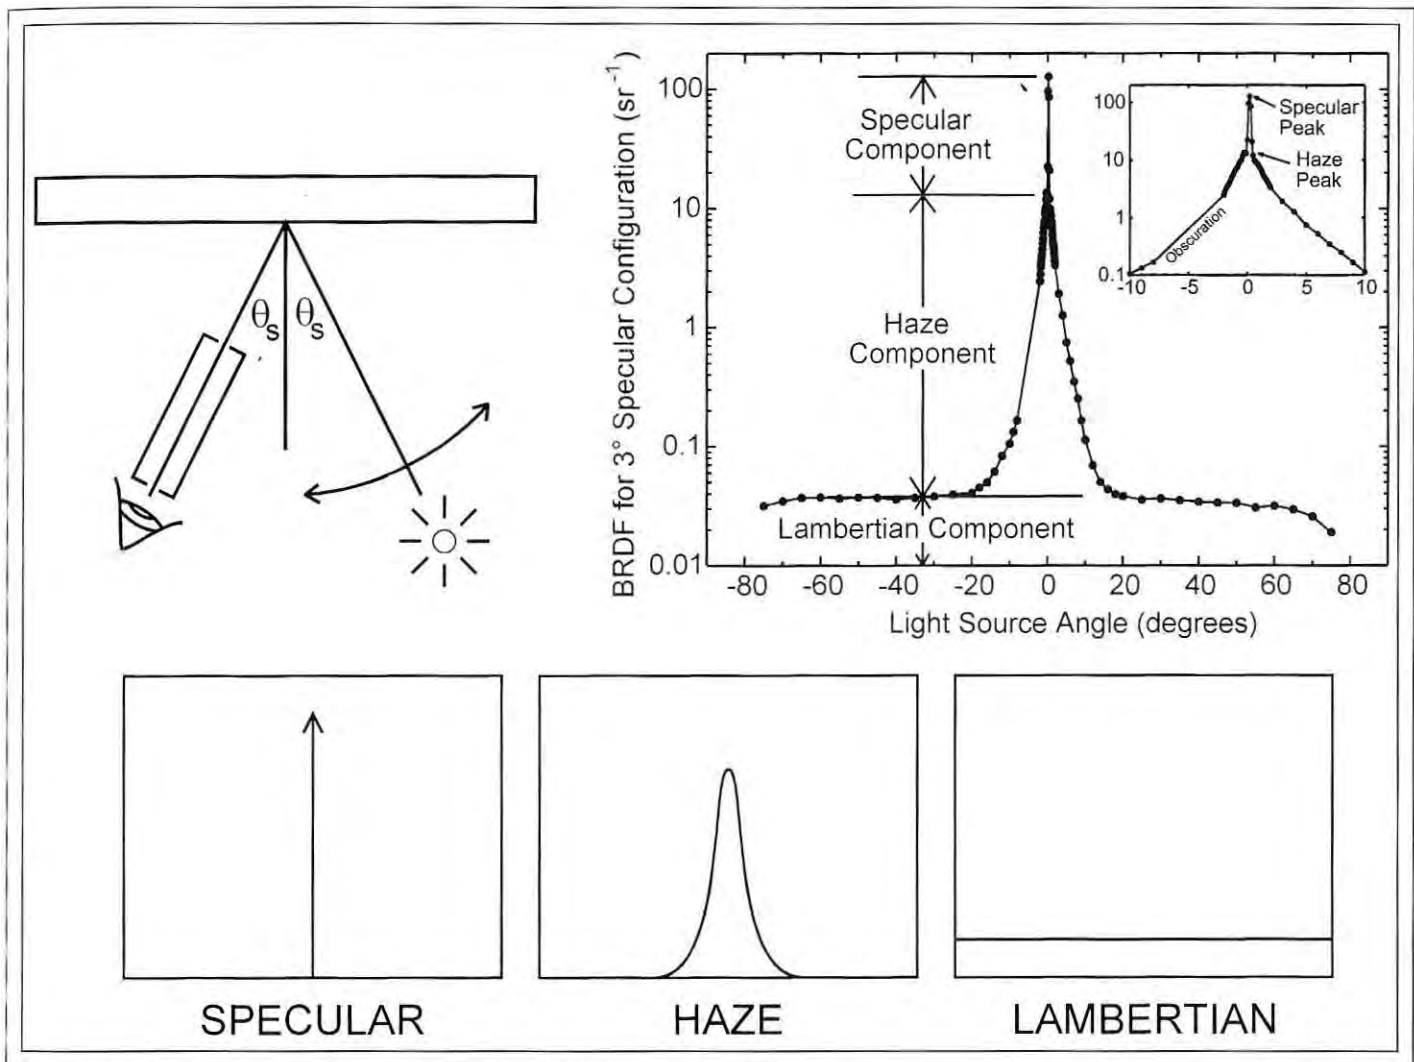 θs θs
BRDF for 3° Specular Configuration (sr⁻¹)
100
10
1
0.1
0.01
-80 -60 -40 -20 0 20 40 60 80
Light Source Angle (degrees)
Specular
Component
Haze
Component
Lambertian Component
100
10
1
0.1
-10 -5 0 5 10
Specular
Peak
Haze
Peak
Obscuration
SPECULAR
HAZE
LAMBERTIAN